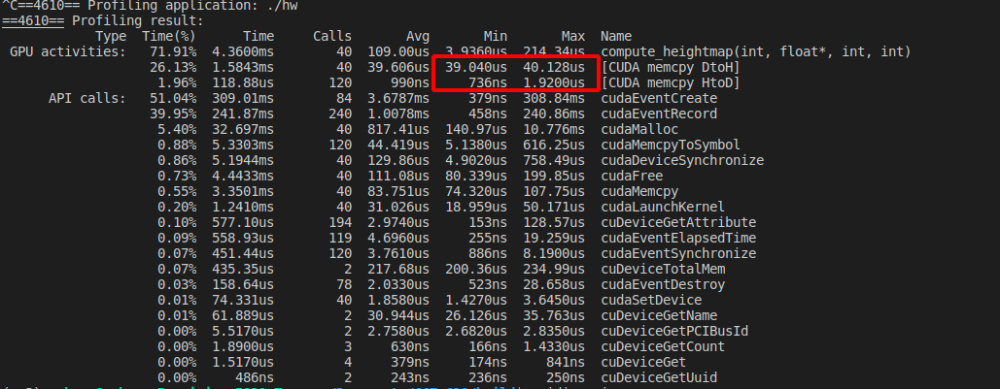 ^C==4610== Profiling application: ./hw
==4610== Profiling result:
Type Time(%) Time Calls Avg Min Max Name
GPU activities: 71.91% 4.3600ms 40 109.00us 3.9360us 214.34us compute_heightmap(int, float*, int, int)
26.13% 1.5843ms 40 39.606us 39.040us 40.128us [CUDA memcpy DtoH]
1.96% 118.88us 120 990ns 736ns 1.9200us [CUDA memcpy HtoD]
API calls: 51.04% 309.01ms 84 3.6787ms 379ns 308.84ms cudaEventCreate
39.95% 241.87ms 240 1.0078ms 458ns 240.86ms cudaEventRecord
5.40% 32.697ms 40 817.41us 140.97us 10.776ms cudaMalloc
0.88% 5.3303ms 120 44.419us 5.1380us 616.25us cudaMemcpyToSymbol
0.86% 5.1944ms 40 129.86us 4.9020us 758.49us cudaDeviceSynchronize
0.73% 4.4433ms 40 111.08us 80.339us 199.85us cudaFree
0.55% 3.3501ms 40 83.751us 74.320us 107.75us cudaMemcpy
0.20% 1.2410ms 40 31.026us 18.959us 50.171us cudaLaunchKernel
0.10% 577.10us 194 2.9740us 153ns 128.57us cuDeviceGetAttribute
0.09% 558.93us 119 4.6960us 255ns 19.259us cudaEventElapsedTime
0.07% 451.44us 120 3.7610us 886ns 8.1900us cudaEventSynchronize
0.07% 435.35us 2 217.68us 200.36us 234.99us cuDeviceTotalMem
0.03% 158.64us 78 2.0330us 523ns 28.658us cudaEventDestroy
0.01% 74.331us 40 1.8580us 1.4270us 3.6450us cudaSetDevice
0.01% 61.889us 2 30.944us 26.126us 35.763us cuDeviceGetName
0.00% 5.5170us 2 2.7580us 2.6820us 2.8350us cuDeviceGetPCIBusId
0.00% 1.8900us 3 630ns 166ns 1.4330us cuDeviceGetCount
0.00% 1.5170us 4 379ns 174ns 841ns cuDeviceGet
0.00% 486ns 2 243ns 236ns 250ns cuDeviceGetUuid